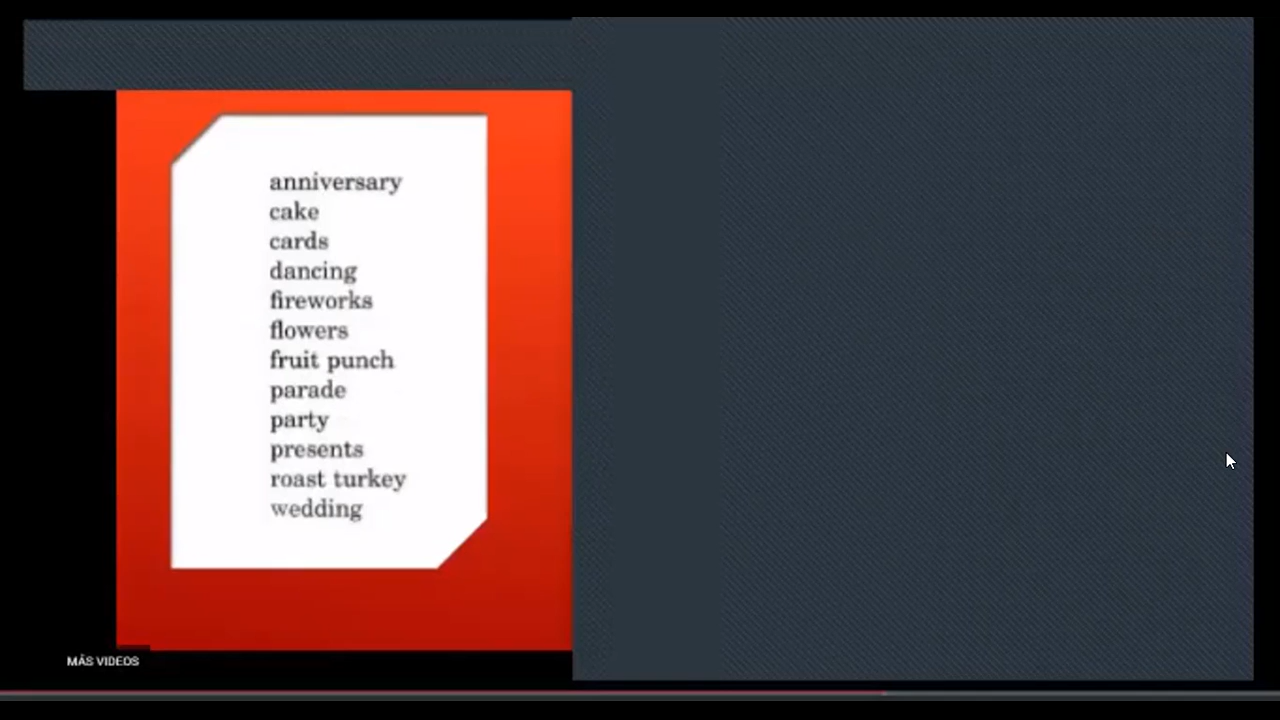 anniversary
cake
cards
dancing
fireworks
flowers
fruit punch
parade
party
presents
roast turkey
wedding
MÁS VIDEOS